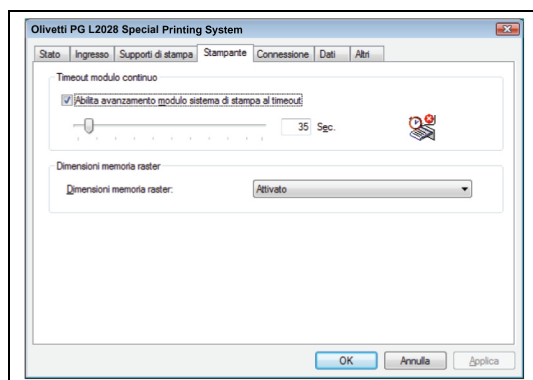 Olivetti PG L2028 Special Printing System
Stato Ingresso Supporti di stampa Stampante Connessione Dati Altri
Timeout modulo continuo
Abilita avanzamento modulo sistema di stampa al timeout
35 Sec.
Dimensioni memoria raster
Dimensioni memoria raster: Attivato
OK Annulla Applica